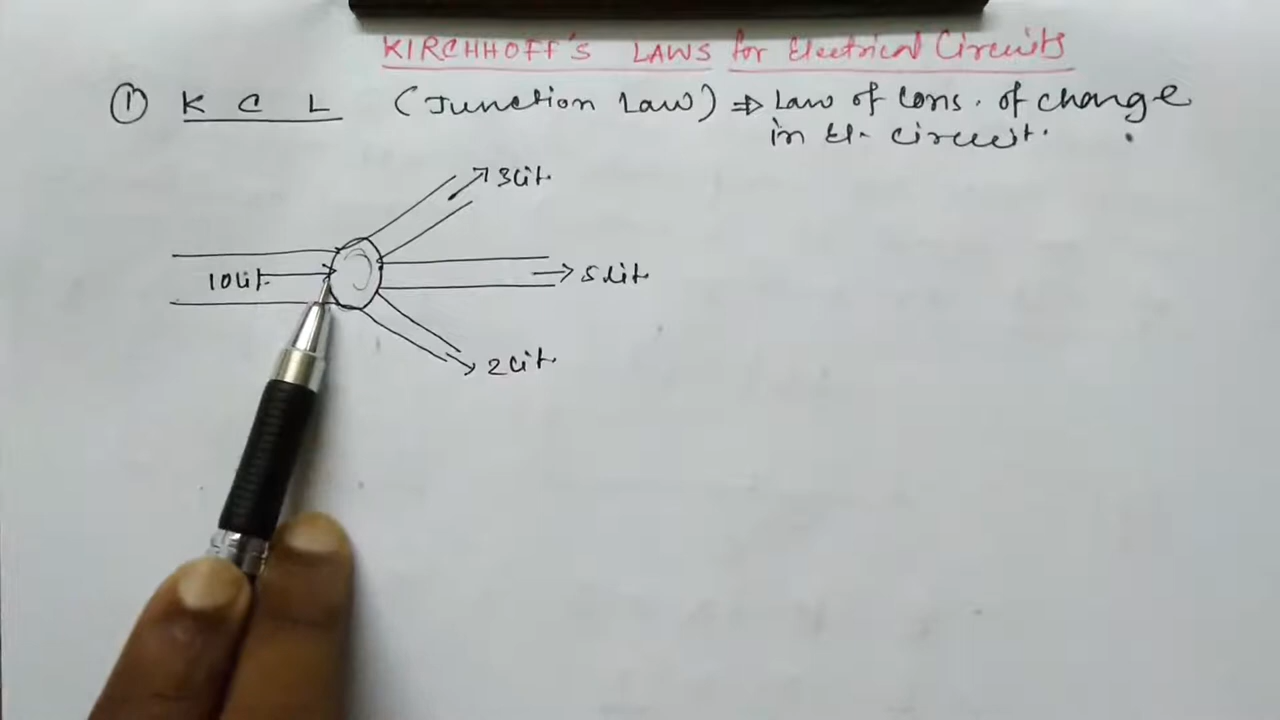 KIRCHHOFF'S LAWS for Electrical Circuits
① K C L (Junction Law) ⇒ Law of Cons. of change
in El. circuit.
3lit.
10lit.
5lit.
2lit.